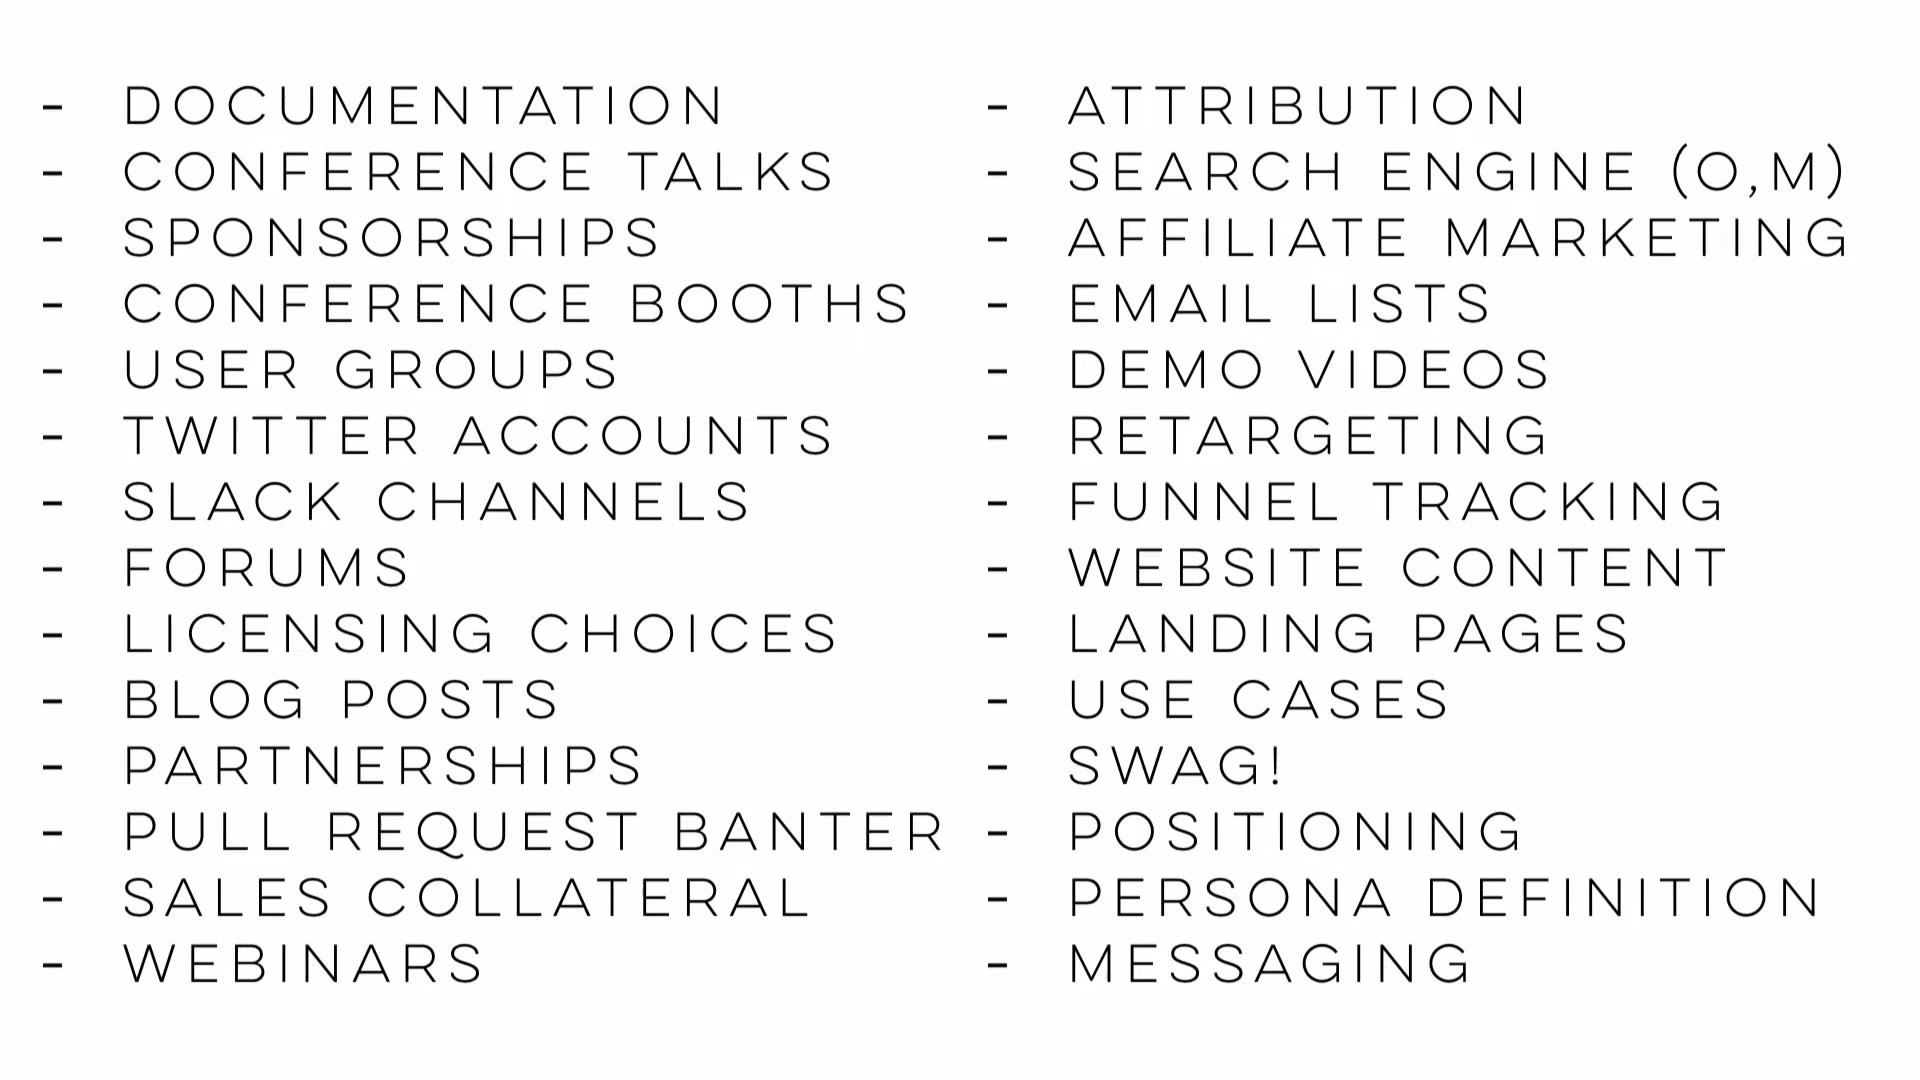 - DOCUMENTATION
- CONFERENCE TALKS
- SPONSORSHIPS
- CONFERENCE BOOTHS
- USER GROUPS
- TWITTER ACCOUNTS
- SLACK CHANNELS
- FORUMS
- LICENSING CHOICES
- BLOG POSTS
- PARTNERSHIPS
- PULL REQUEST BANTER
- SALES COLLATERAL
- WEBINARS
- ATTRIBUTION
- SEARCH ENGINE (O,M)
- AFFILIATE MARKETING
- EMAIL LISTS
- DEMO VIDEOS
- RETARGETING
- FUNNEL TRACKING
- WEBSITE CONTENT
- LANDING PAGES
- USE CASES
- SWAG!
- POSITIONING
- PERSONA DEFINITION
- MESSAGING